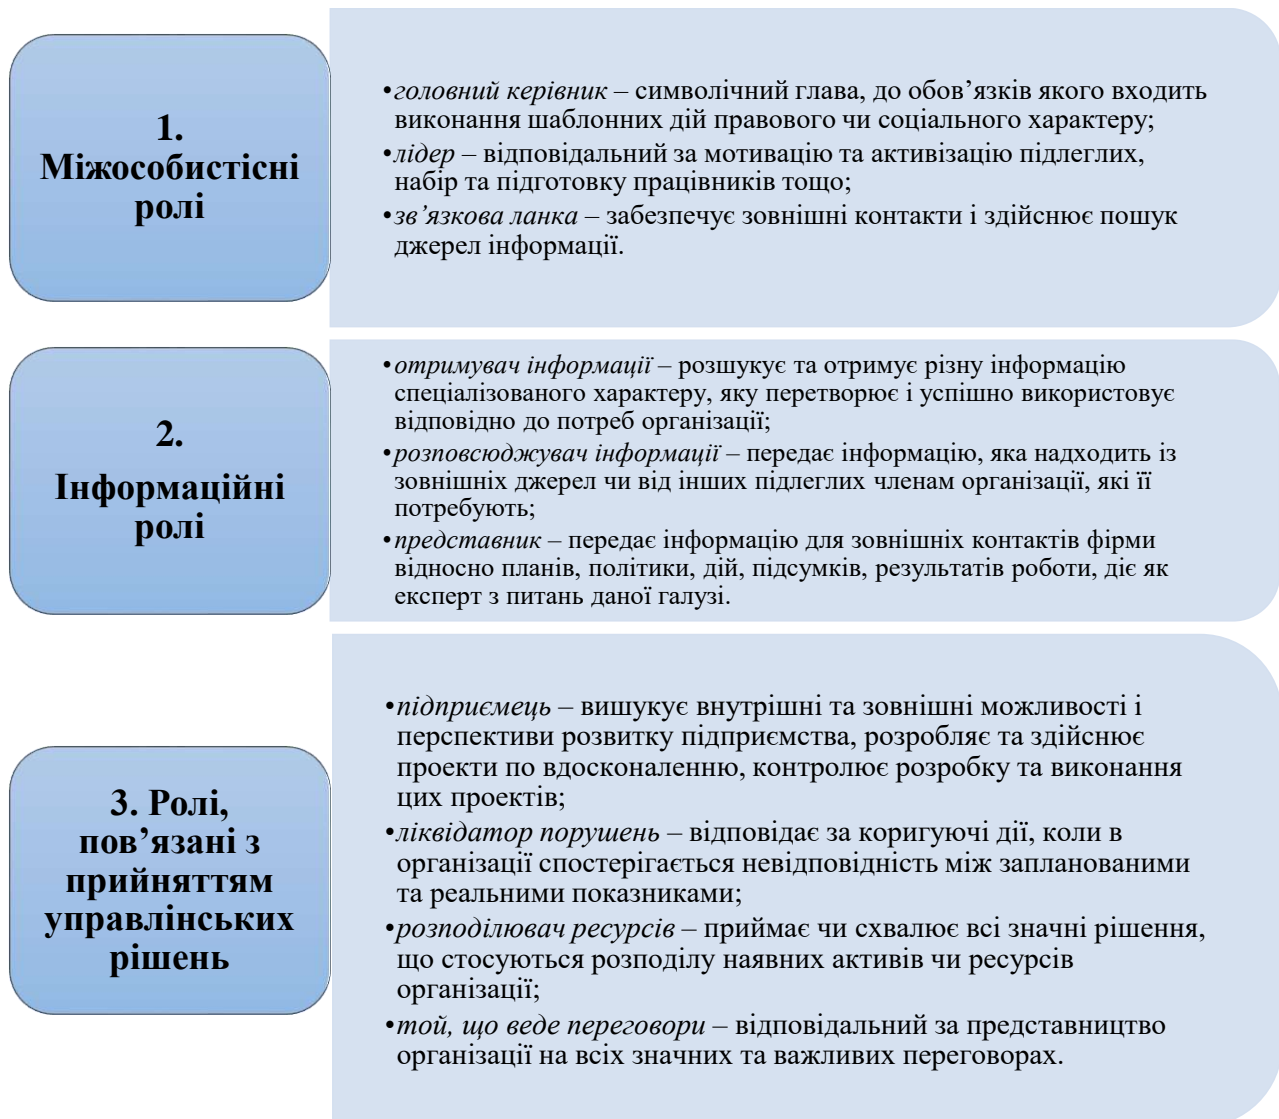 1.
Міжособистісні
ролі
•головний керівник – символічний глава, до обов’язків якого входить
виконання шаблонних дій правового чи соціального характеру;
•лідер – відповідальний за мотивацію та активізацію підлеглих,
набір та підготовку працівників тощо;
•зв’язкова ланка – забезпечує зовнішні контакти і здійснює пошук
джерел інформації.
2.
Інформаційні
ролі
•отримувач інформації – розшукує та отримує різну інформацію
спеціалізованого характеру, яку перетворює і успішно використовує
відповідно до потреб організації;
•розповсюджувач інформації – передає інформацію, яка надходить із
зовнішніх джерел чи від інших підлеглих членам організації, які її
потребують;
•представник – передає інформацію для зовнішніх контактів фірми
відносно планів, політики, дій, підсумків, результатів роботи, діє як
експерт з питань даної галузі.
3. Ролі,
пов’язані з
прийняттям
управлінських
рішень
•підприємець – вишукує внутрішні та зовнішні можливості і
перспективи розвитку підприємства, розробляє та здійснює
проекти по вдосконаленню, контролює розробку та виконання
цих проектів;
•ліквідатор порушень – відповідає за коригуючі дії, коли в
організації спостерігається невідповідність між запланованими
та реальними показниками;
•розподілювач ресурсів – приймає чи схвалює всі значні рішення,
що стосуються розподілу наявних активів чи ресурсів
організації;
•той, що веде переговори – відповідальний за представництво
організації на всіх значних та важливих переговорах.